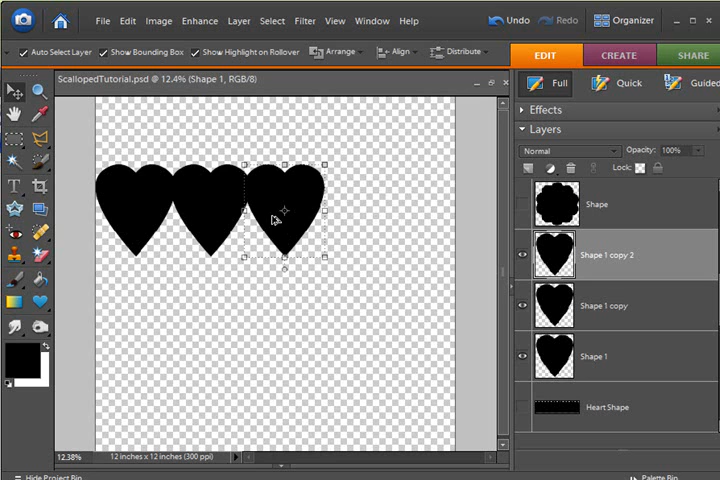 File Edit Image Enhance Layer Select Filter View Window Help Undo Redo Organizer
Auto Select Layer Show Bounding Box Show Highlight on Rollover Arrange Align Distribute EDIT CREATE SHARE
ScallopedTutorial.psd @ 12.4% (Shape 1, RGB/8)
Full Quick Guided
Effects
Layers
Normal Opacity: 100%
Lock:
Shape
Shape 1 copy 2
Shape 1 copy
Shape 1
Heart Shape
T
12.38% 12 inches x 12 inches (300 ppi)
Hide Project Bin Palette Bin